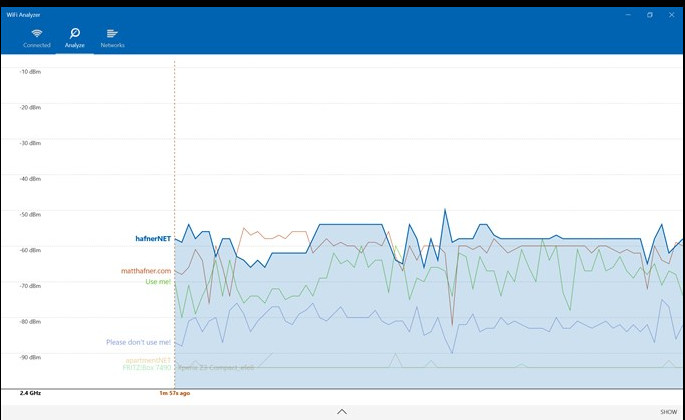 WiFi Analyzer
Connected
Analyze
Networks
-10 dBm
-20 dBm
-30 dBm
-40 dBm
-50 dBm
hafnerNET
-60 dBm
matthafner.com
Use me!
-70 dBm
-80 dBm
Please don't use me!
-90 dBm
apartmentNET
FRITZ!Box 7490
Xperia Z3 Compact
2.4 GHz
1m 57s ago
SHOW